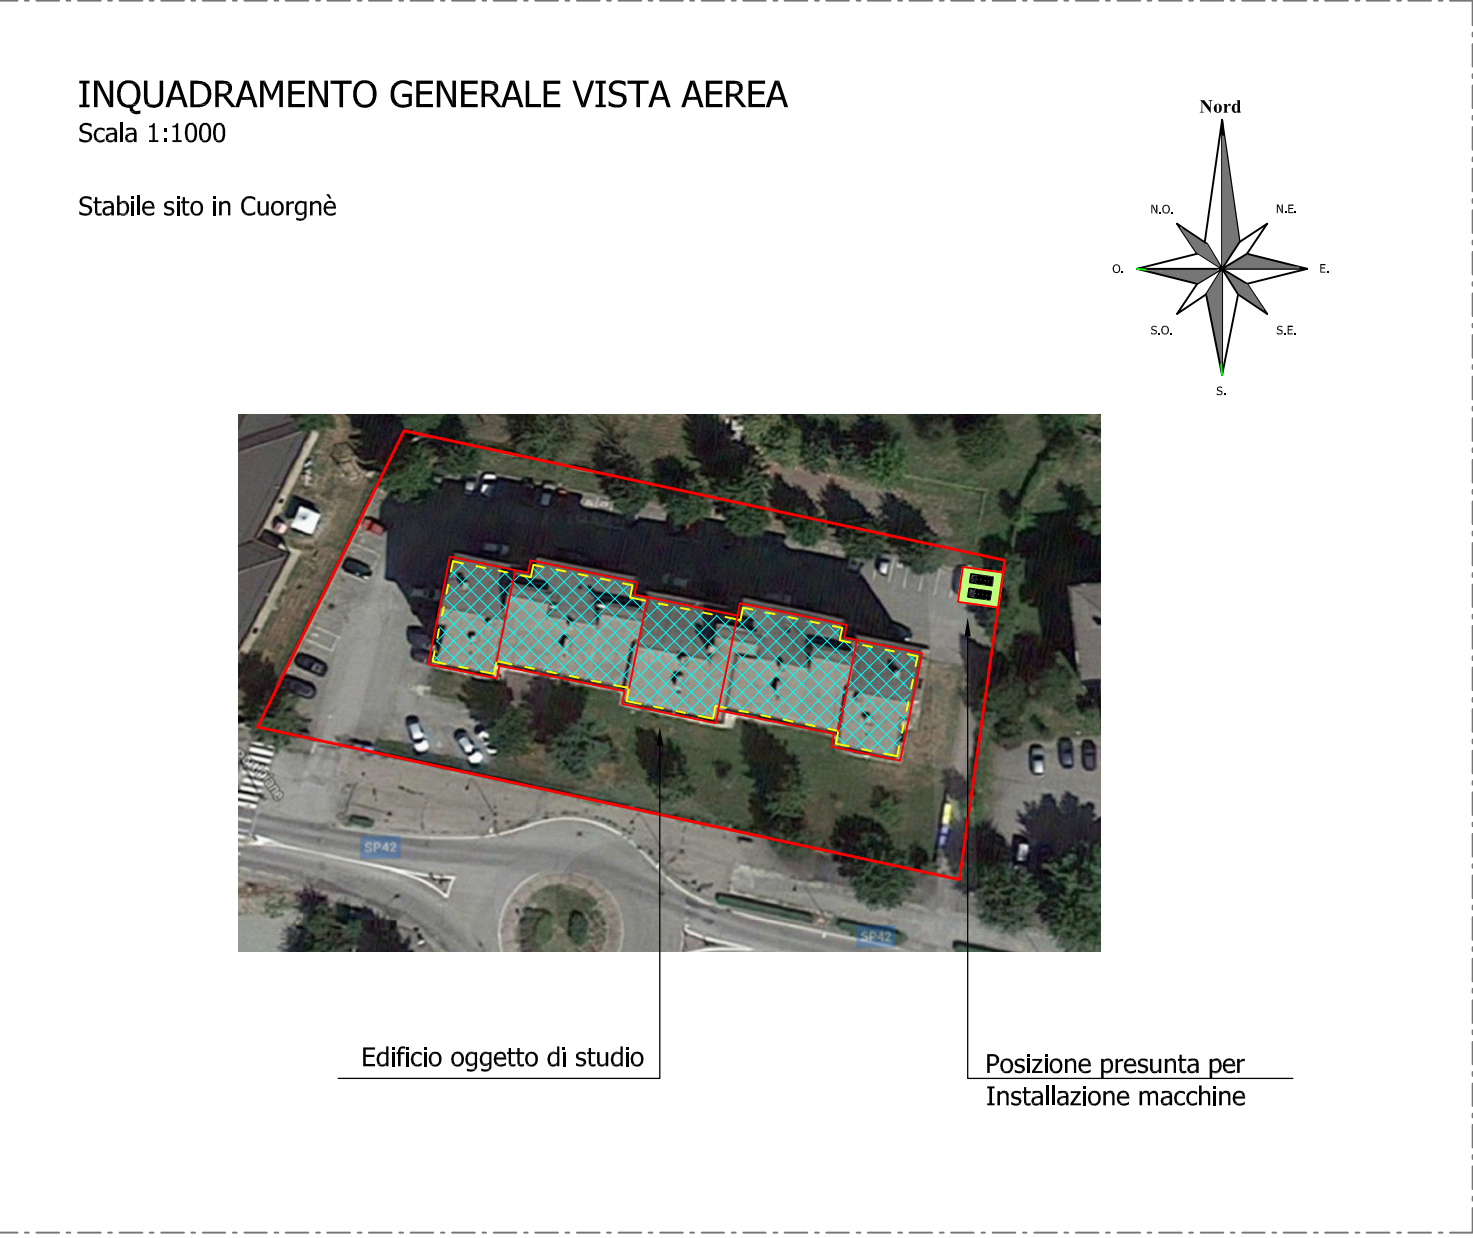 INQUADRAMENTO GENERALE VISTA AEREA
Scala 1:1000
Stabile sito in Cuorgnè
Nord
N.O.
N.E.
O.
E.
S.O.
S.E.
S.
SP42
SP42
Edificio oggetto di studio
Posizione presunta per
Installazione macchine